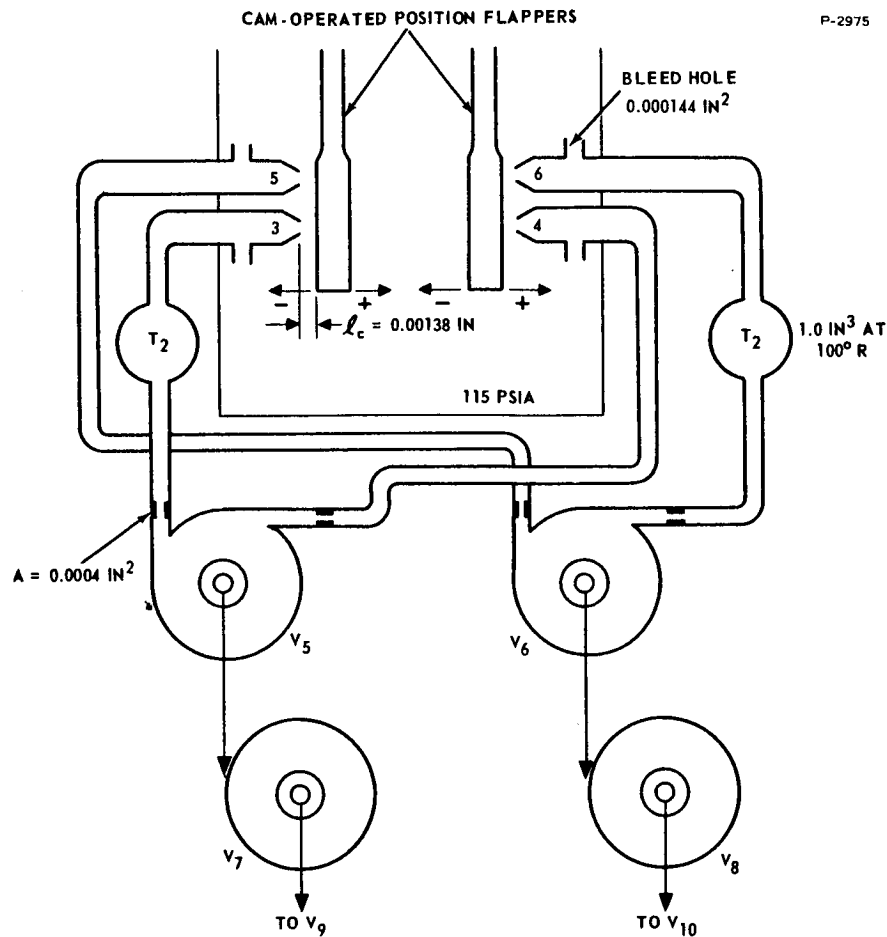 CAM-OPERATED POSITION FLAPPERS
P-2975
BLEED HOLE
0.000144 IN²
5
6
3
4
- +
- +
ℓc = 0.00138 IN
T2
T2
1.0 IN³ AT
100° R
115 PSIA
A = 0.0004 IN²
V5
V6
V7
V8
TO V9
TO V10